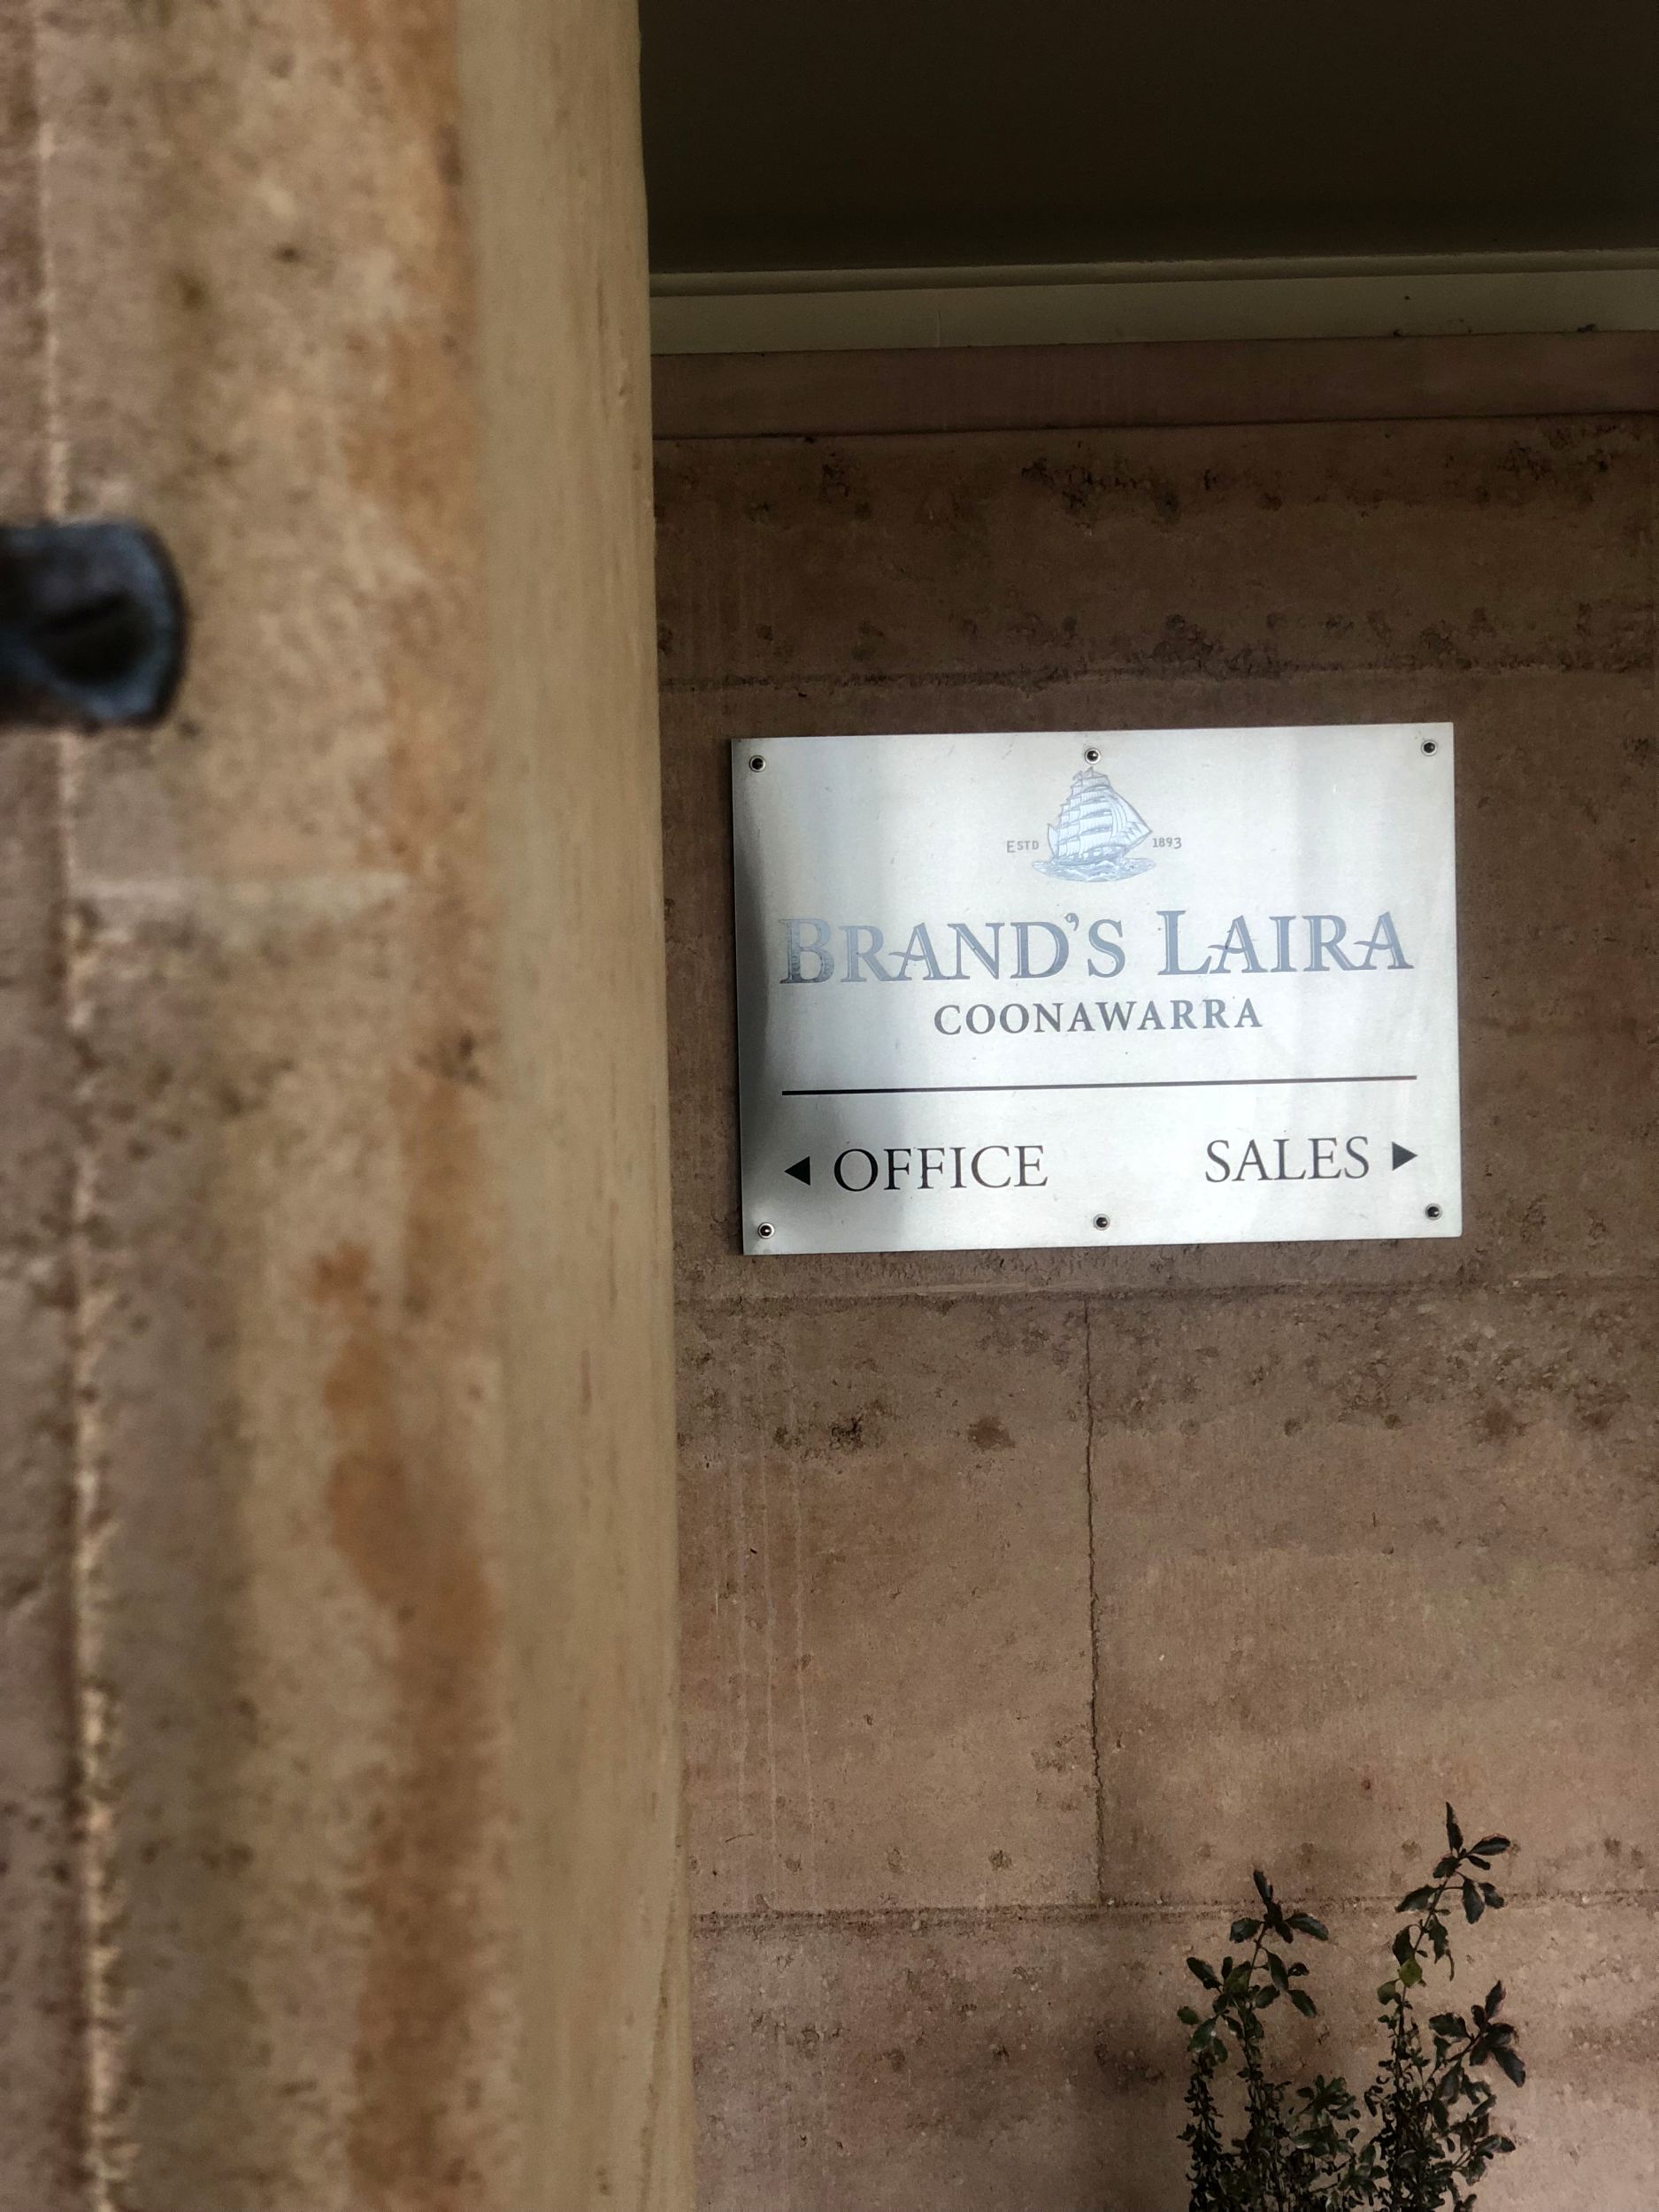 ESTD 1893
BRAND'S LAIRA
COONAWARRA
◀ OFFICE SALES ▶